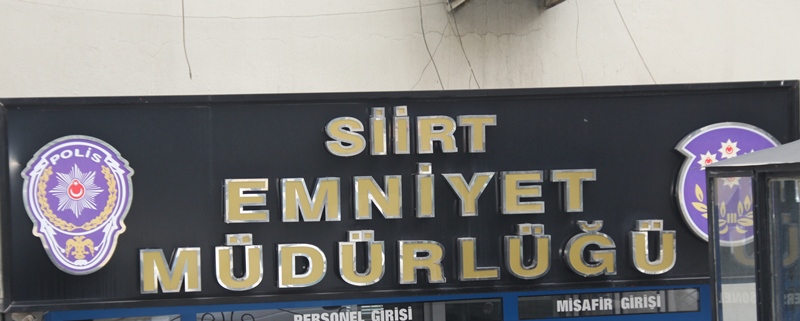 SİİRT
EMNİYET
MÜDÜRLÜĞÜ
POLİS
PERSONEL GİRİŞİ
MİSAFİR GİRİŞİ